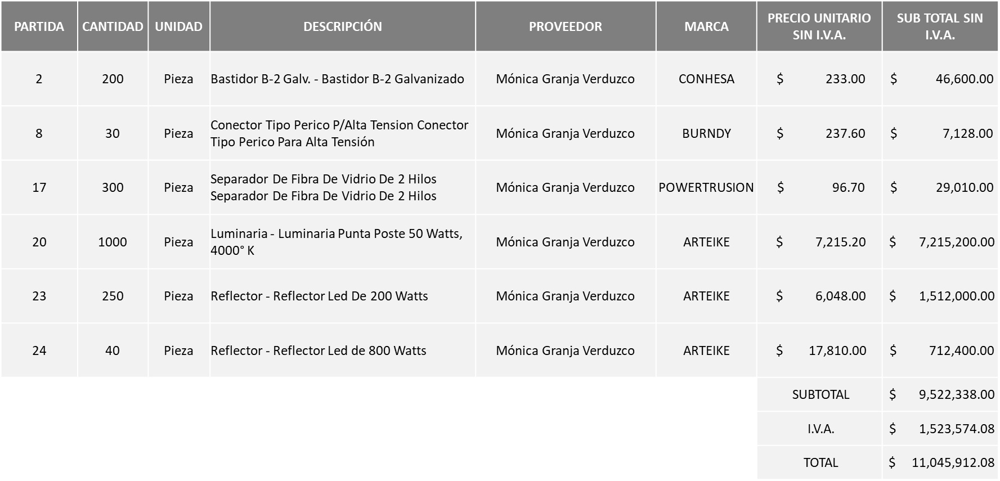 PARTIDA CANTIDAD UNIDAD DESCRIPCIÓN PROVEEDOR MARCA PRECIO UNITARIO SIN I.V.A. SUB TOTAL SIN I.V.A.
2 200 Pieza Bastidor B-2 Galv. - Bastidor B-2 Galvanizado Mónica Granja Verduzco CONHESA $ 233.00 $ 46,600.00
8 30 Pieza Conector Tipo Perico P/Alta Tension Conector Tipo Perico Para Alta Tensión Mónica Granja Verduzco BURNDY $ 237.60 $ 7,128.00
17 300 Pieza Separador De Fibra De Vidrio De 2 Hilos Separador De Fibra De Vidrio De 2 Hilos Mónica Granja Verduzco POWERTRUSION $ 96.70 $ 29,010.00
20 1000 Pieza Luminaria - Luminaria Punta Poste 50 Watts, 4000° K Mónica Granja Verduzco ARTEIKE $ 7,215.20 $ 7,215,200.00
23 250 Pieza Reflector - Reflector Led De 200 Watts Mónica Granja Verduzco ARTEIKE $ 6,048.00 $ 1,512,000.00
24 40 Pieza Reflector - Reflector Led de 800 Watts Mónica Granja Verduzco ARTEIKE $ 17,810.00 $ 712,400.00
SUBTOTAL $ 9,522,338.00
I.V.A. $ 1,523,574.08
TOTAL $ 11,045,912.08